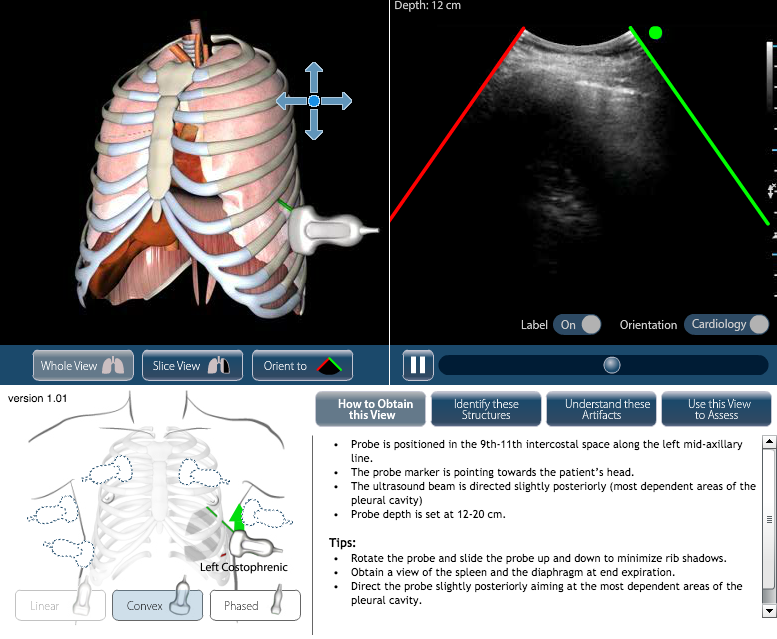 Depth: 12 cm
Label On Orientation Cardiology
Whole View Slice View Orient to
version 1.01
How to Obtain
this View
Identify these
Structures
Understand these
Artifacts
Use this View
to Assess
• Probe is positioned in the 9th-11th intercostal space along the left mid-axillary
line.
• The probe marker is pointing towards the patient's head.
• The ultrasound beam is directed slightly posteriorly (most dependent areas of the
pleural cavity)
• Probe depth is set at 12-20 cm.
Tips:
• Rotate the probe and slide the probe up and down to minimize rib shadows.
• Obtain a view of the spleen and the diaphragm at end expiration.
• Direct the probe slightly posteriorly aiming at the most dependent areas of the
pleural cavity.
Left Costophrenic
Linear Convex Phased